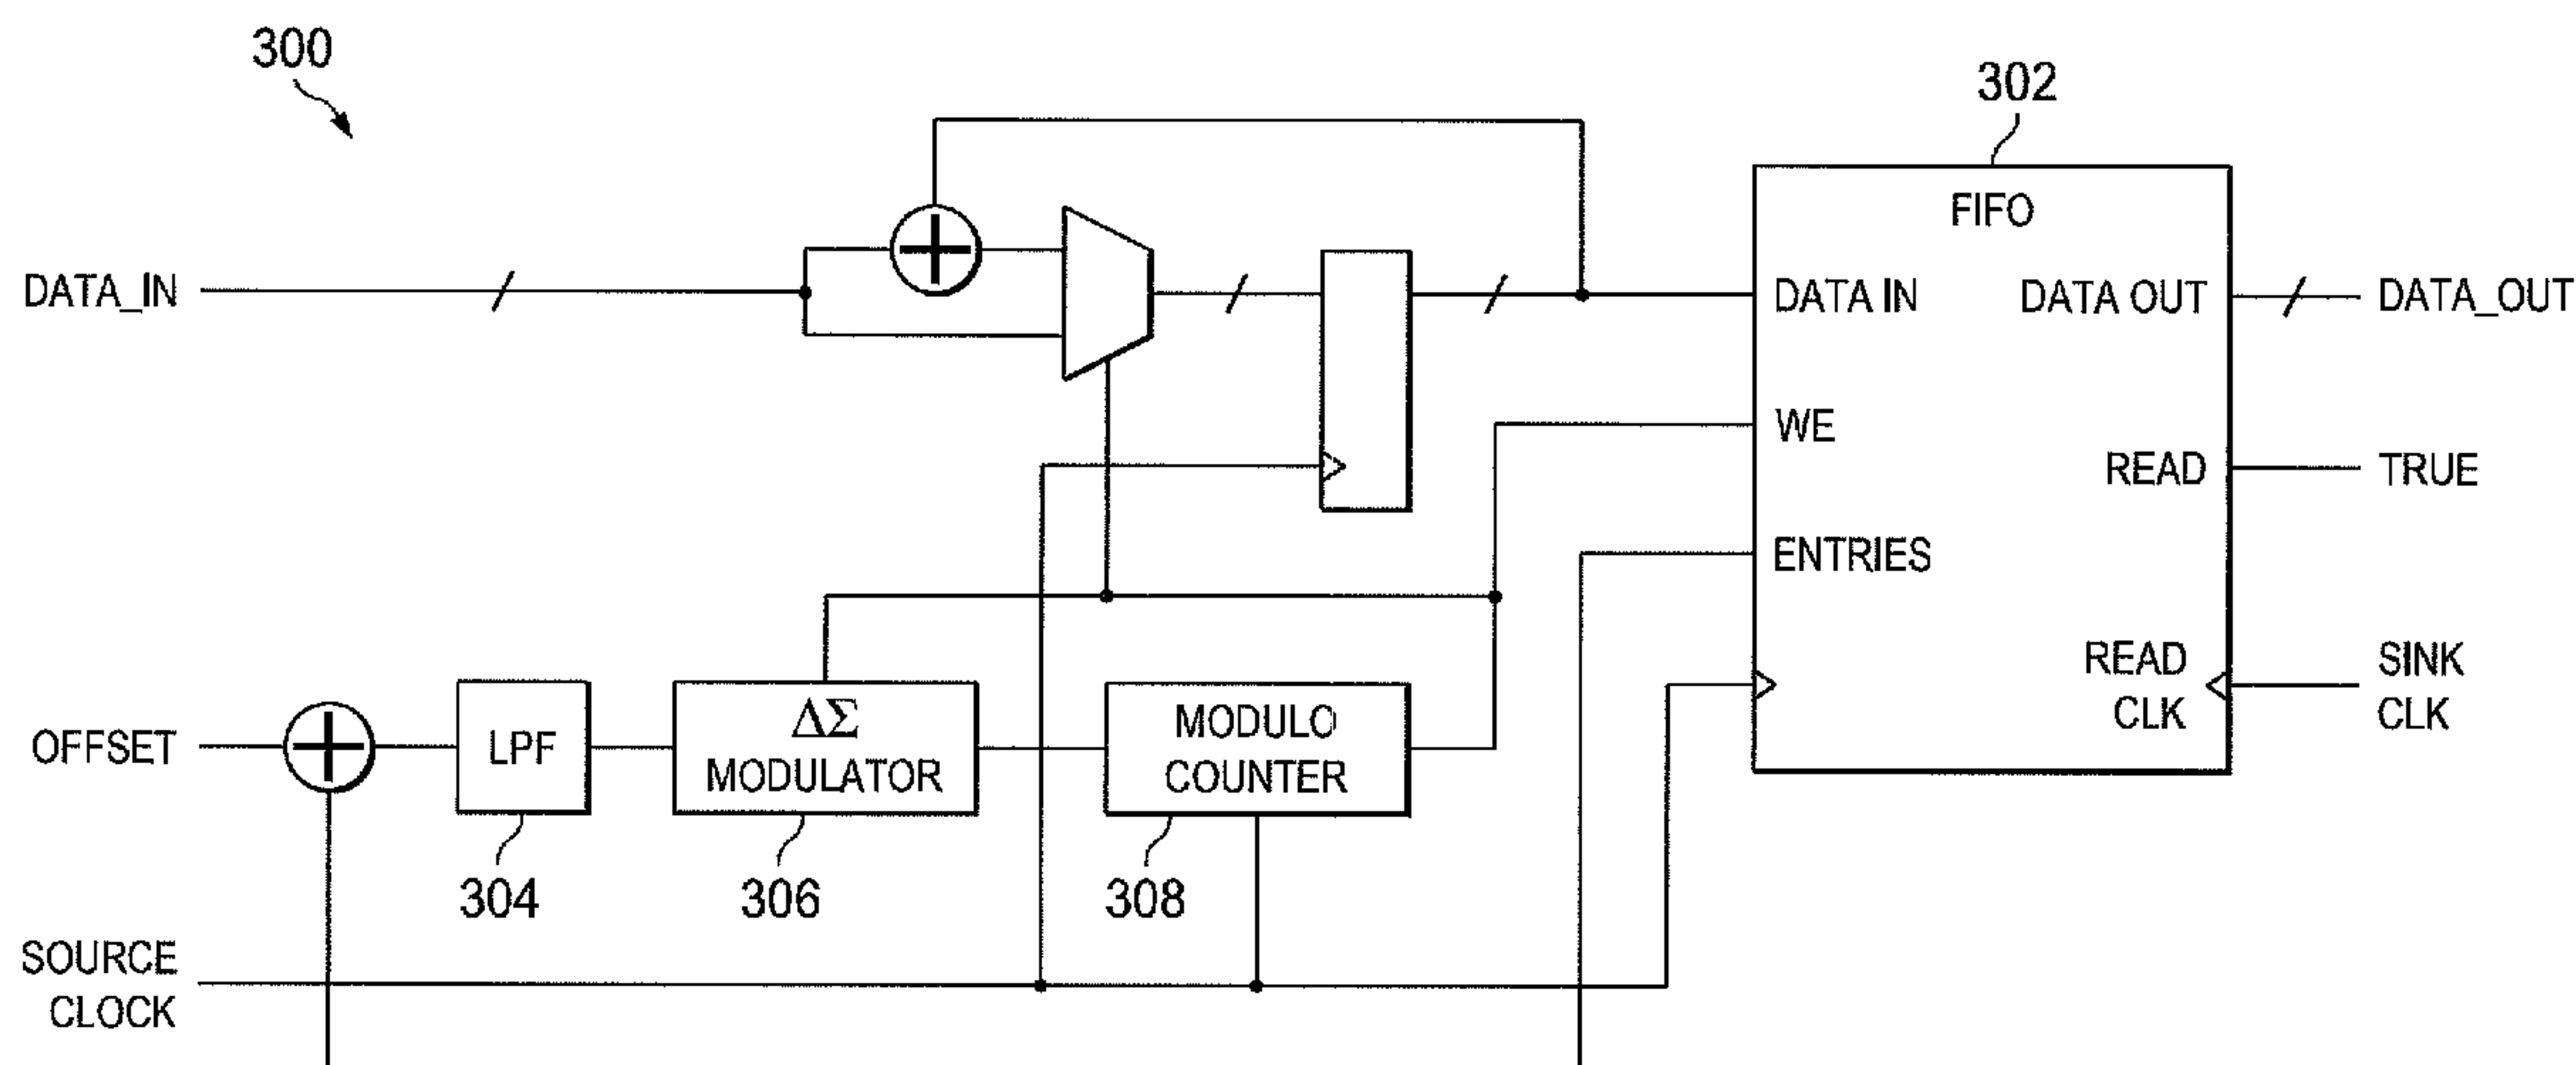 300
302
FIFO
DATA_IN
DATA IN
DATA OUT
DATA_OUT
WE
READ
TRUE
ENTRIES
READ
CLK
SINK
CLK
OFFSET
LPF
ΔΣ
MODULATOR
MODULO
COUNTER
304
306
308
SOURCE
CLOCK